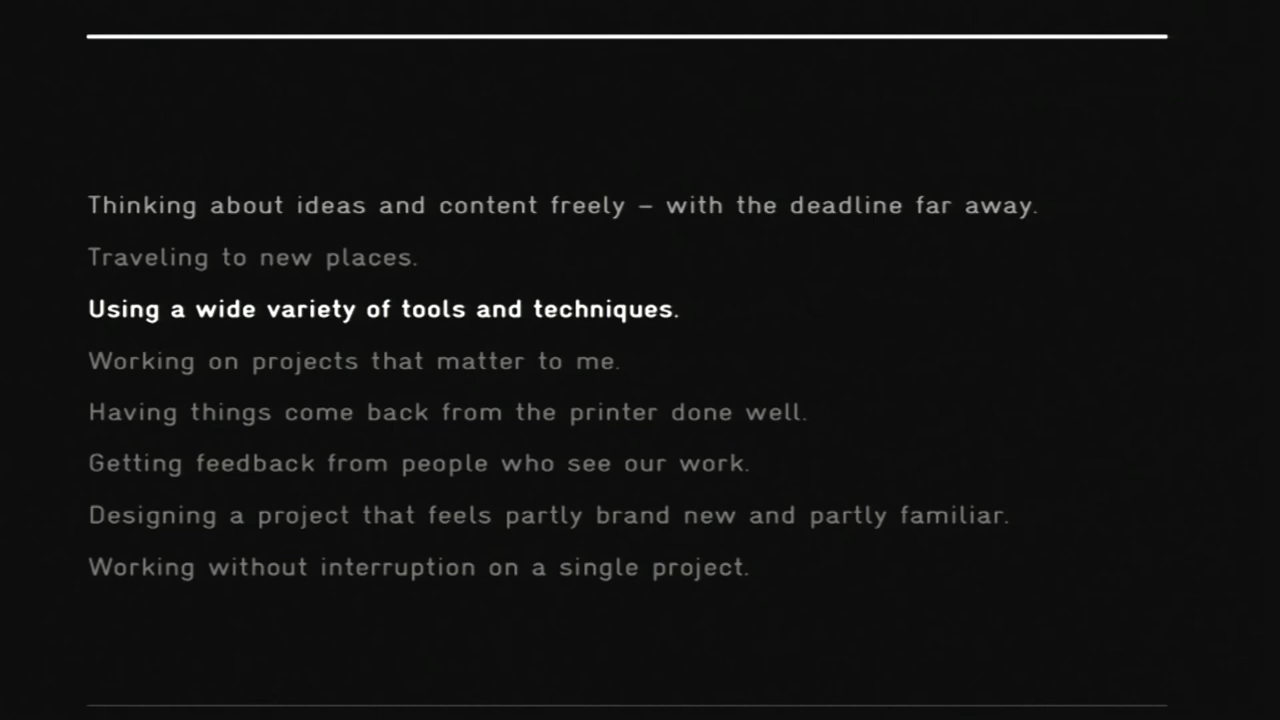 Thinking about ideas and content freely – with the deadline far away.
Traveling to new places.
Using a wide variety of tools and techniques.
Working on projects that matter to me.
Having things come back from the printer done well.
Getting feedback from people who see our work.
Designing a project that feels partly brand new and partly familiar.
Working without interruption on a single project.